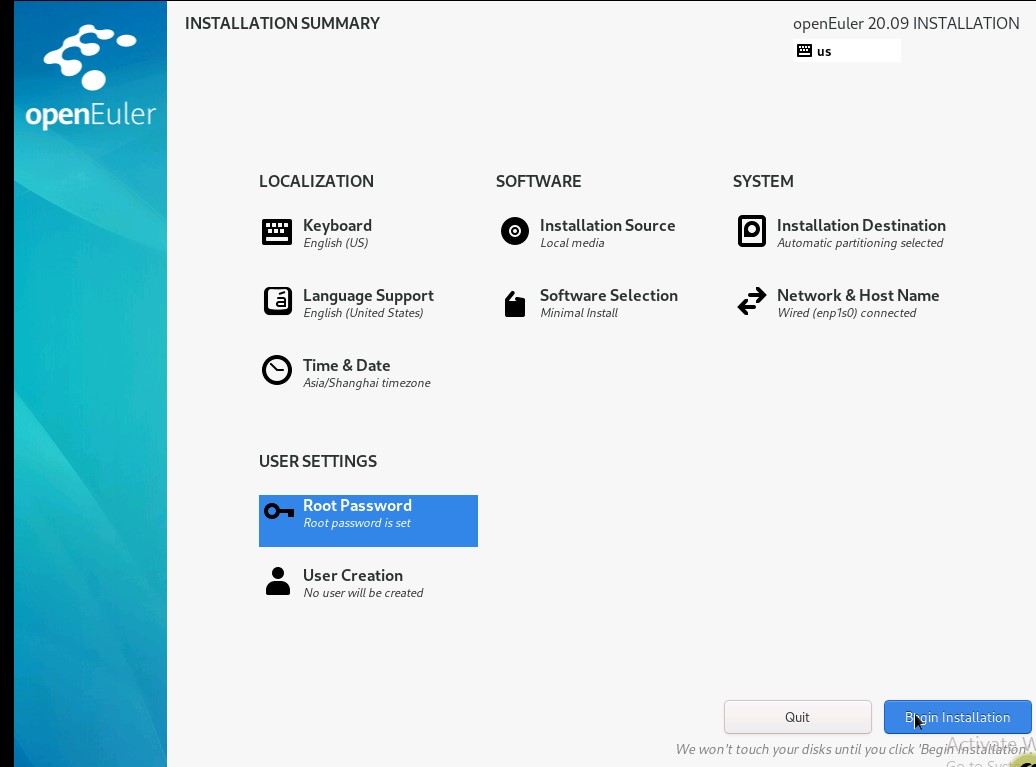 INSTALLATION SUMMARY
openEuler 20.09 INSTALLATION
us
openEuler
LOCALIZATION
Keyboard
English (US)
Language Support
English (United States)
Time & Date
Asia/Shanghai timezone
SOFTWARE
Installation Source
Local media
Software Selection
Minimal Install
SYSTEM
Installation Destination
Automatic partitioning selected
Network & Host Name
Wired (enp1s0) connected
USER SETTINGS
Root Password
Root password is set
User Creation
No user will be created
Quit
Begin Installation
We won't touch your disks until you click 'Begin Installation'
Activate W
Go to Sys